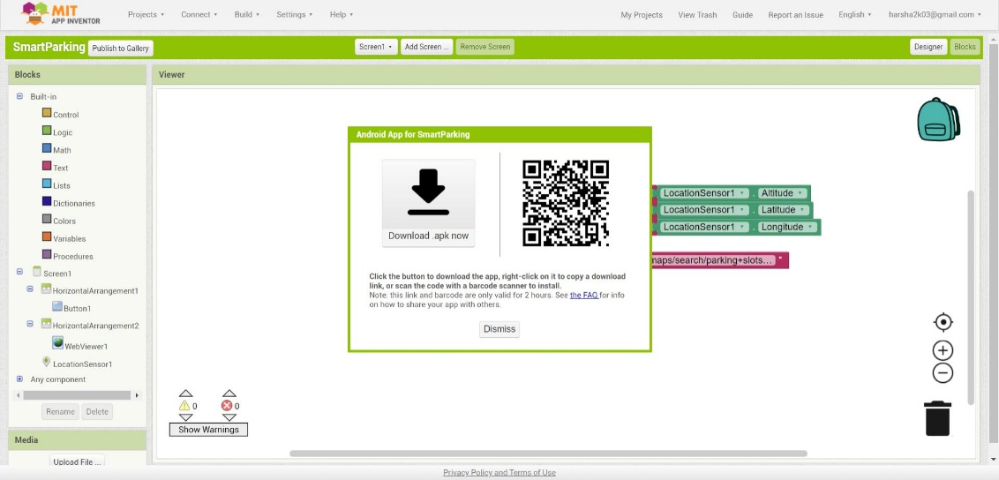 MIT
APP INVENTOR
Projects Connect Build Settings Help My Projects View Trash Guide Report an Issue English harsha2k03@gmail.com
SmartParking Publish to Gallery Screen1 Add Screen ... Remove Screen Designer Blocks
Blocks
Built-in
Control
Logic
Math
Text
Lists
Dictionaries
Colors
Variables
Procedures
Screen1
HorizontalArrangement1
Button1
HorizontalArrangement2
WebViewer1
LocationSensor1
Any component
Rename Delete
Media
Upload File ...
Viewer
Android App for SmartParking
Download .apk now
Click the button to download the app, right-click on it to copy a download
link, or scan the code with a barcode scanner to install.
Note: this link and barcode are only valid for 2 hours. See the FAQ for info
on how to share your app with others.
Dismiss
LocationSensor1 . Altitude
LocationSensor1 . Latitude
LocationSensor1 . Longitude
maps/search/parking+slots... "
0 0
Show Warnings
Privacy Policy and Terms of Use